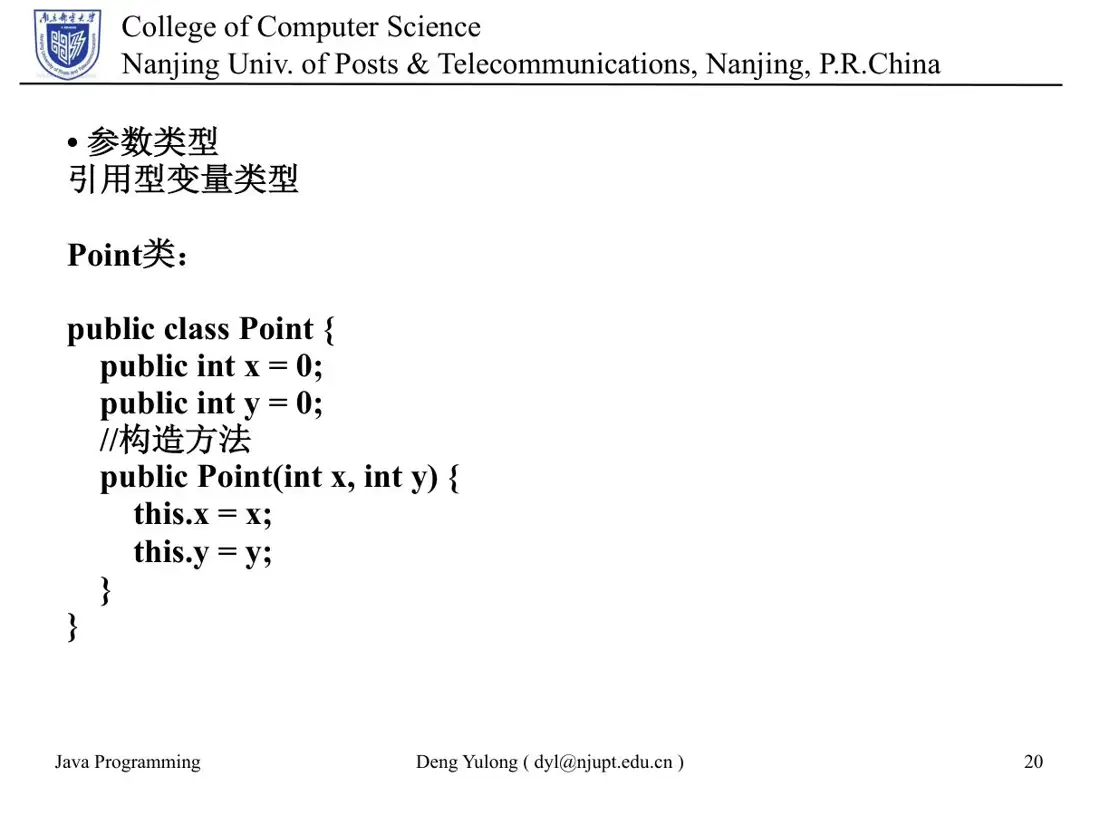 College of Computer Science
Nanjing Univ. of Posts & Telecommunications, Nanjing, P.R.China
• 参数类型
引用型变量类型
Point类：
public class Point {
public int x = 0;
public int y = 0;
//构造方法
public Point(int x, int y) {
this.x = x;
this.y = y;
}
}
Java Programming
Deng Yulong ( dyl@njupt.edu.cn )
20